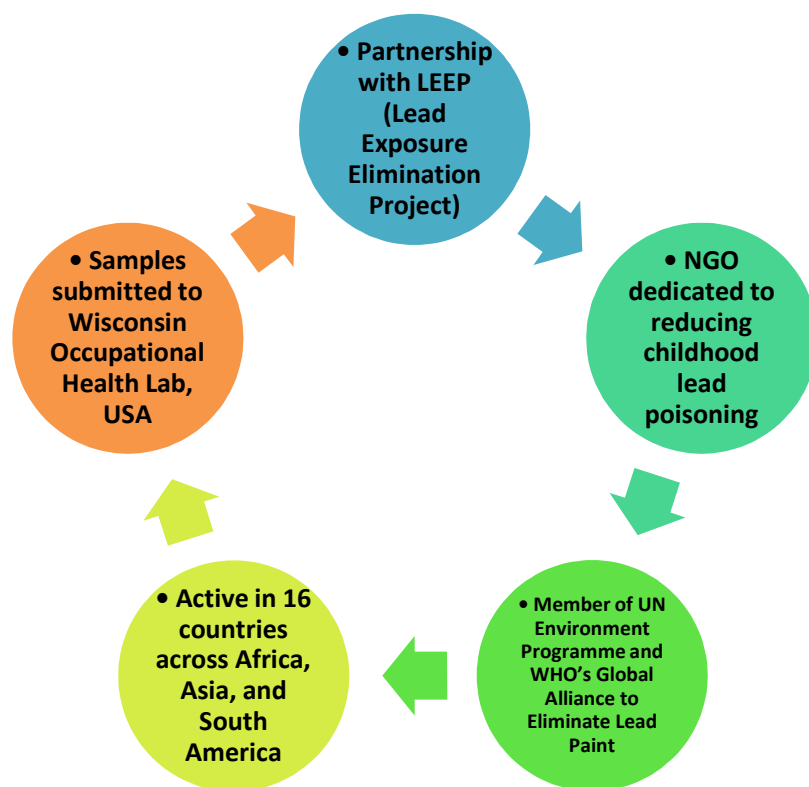 • Partnership
with LEEP
(Lead
Exposure
Elimination
Project)
• NGO
dedicated to
reducing
childhood
lead
poisoning
• Member of UN
Environment
Programme and
WHO’s Global
Alliance to
Eliminate Lead
Paint
• Active in 16
countries
across Africa,
Asia, and
South
America
• Samples
submitted to
Wisconsin
Occupational
Health Lab,
USA